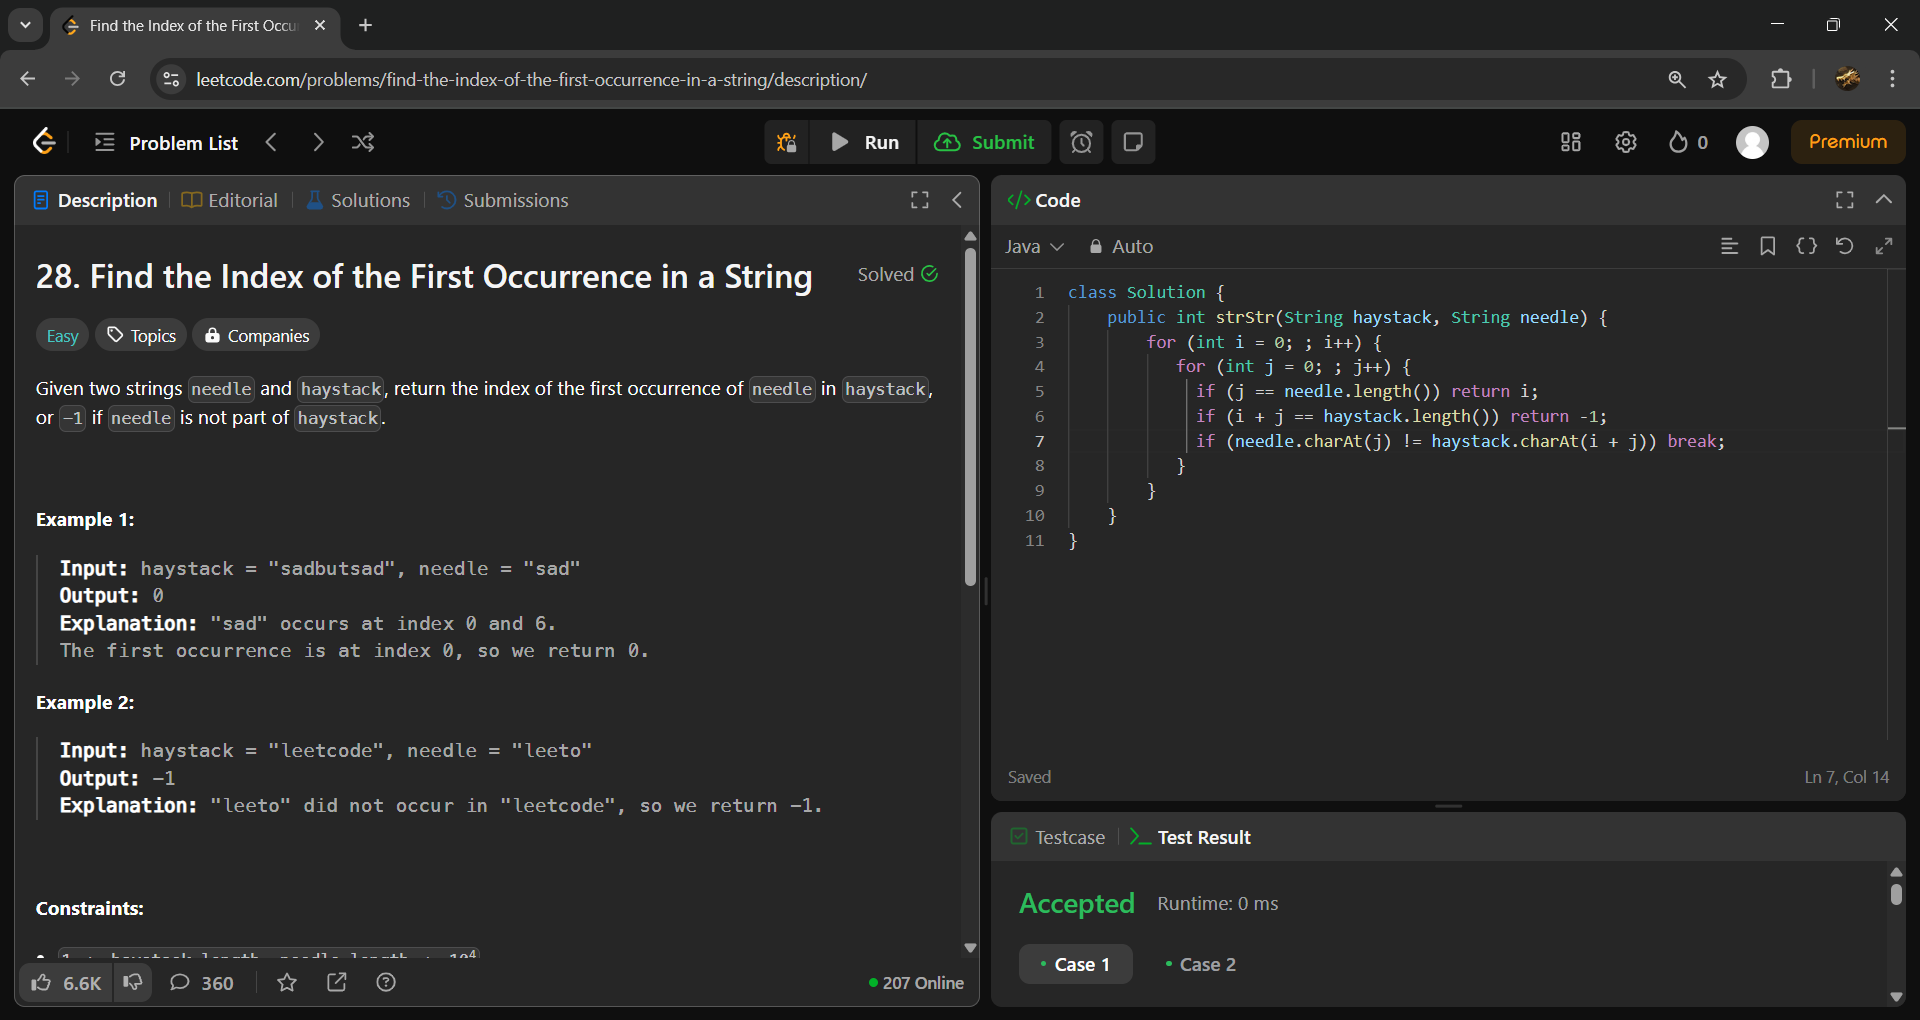 Find the Index of the First Occu
leetcode.com/problems/find-the-index-of-the-first-occurrence-in-a-string/description/
Problem List
Run
Submit
0
Premium
Description
Editorial
Solutions
Submissions
28. Find the Index of the First Occurrence in a String
Solved
Easy
Topics
Companies
Given two strings needle and haystack, return the index of the first occurrence of needle in haystack,
or -1 if needle is not part of haystack.
Example 1:
Input: haystack = "sadbutsad", needle = "sad"
Output: 0
Explanation: "sad" occurs at index 0 and 6.
The first occurrence is at index 0, so we return 0.
Example 2:
Input: haystack = "leetcode", needle = "leeto"
Output: -1
Explanation: "leeto" did not occur in "leetcode", so we return -1.
Constraints:
6.6K
360
207 Online
</> Code
Java
Auto
1 class Solution {
2 public int strStr(String haystack, String needle) {
3 for (int i = 0; ; i++) {
4 for (int j = 0; ; j++) {
5 if (j == needle.length()) return i;
6 if (i + j == haystack.length()) return -1;
7 if (needle.charAt(j) != haystack.charAt(i + j)) break;
8 }
9 }
10 }
11 }
Saved
Ln 7, Col 14
Testcase
Test Result
Accepted
Runtime: 0 ms
Case 1
Case 2